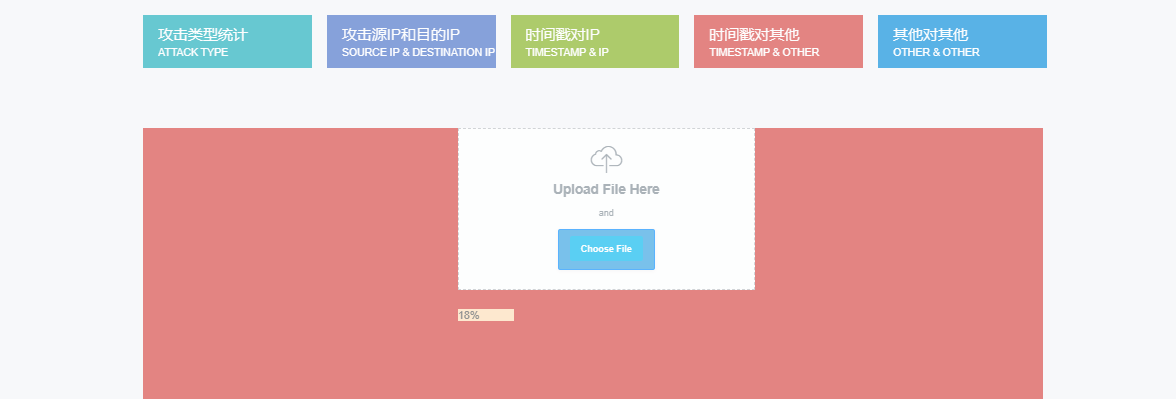 攻击类型统计
ATTACK TYPE
攻击源IP和目的IP
SOURCE IP & DESTINATION IP
时间戳对IP
TIMESTAMP & IP
时间戳对其他
TIMESTAMP & OTHER
其他对其他
OTHER & OTHER
Upload File Here
and
Choose File
18%